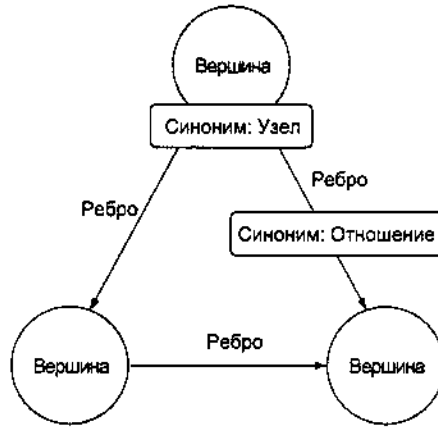 Вершина
Синоним: Узел
Ребро
Ребро
Синоним: Отношение
Ребро
Вершина
Вершина